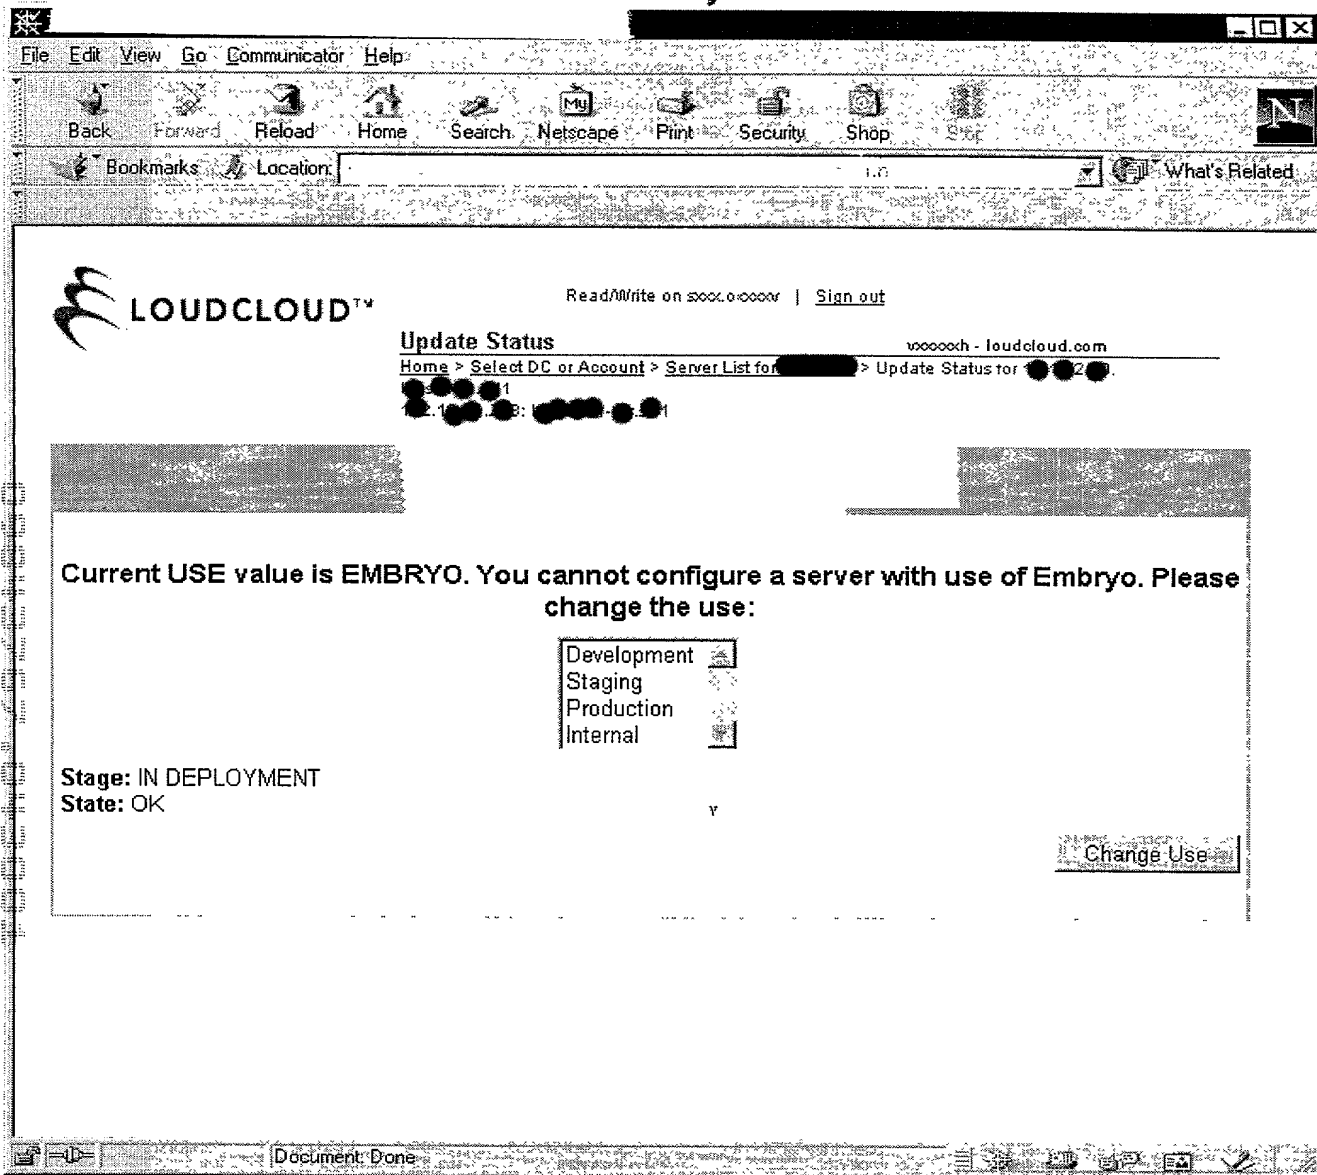 File Edit View Go Communicator Help
Back Forward Reload Home Search Netscape Print Security Shop Stop
My
N
Bookmarks Location: What's Related
LOUDCLOUD™
Read/Write on | Sign out
Update Status
- loudcloud.com
Home > Select DC or Account > Server List for > Update Status for
Current USE value is EMBRYO. You cannot configure a server with use of Embryo. Please
change the use:
Development
Staging
Production
Internal
Stage: IN DEPLOYMENT
State: OK
Change Use
Document: Done